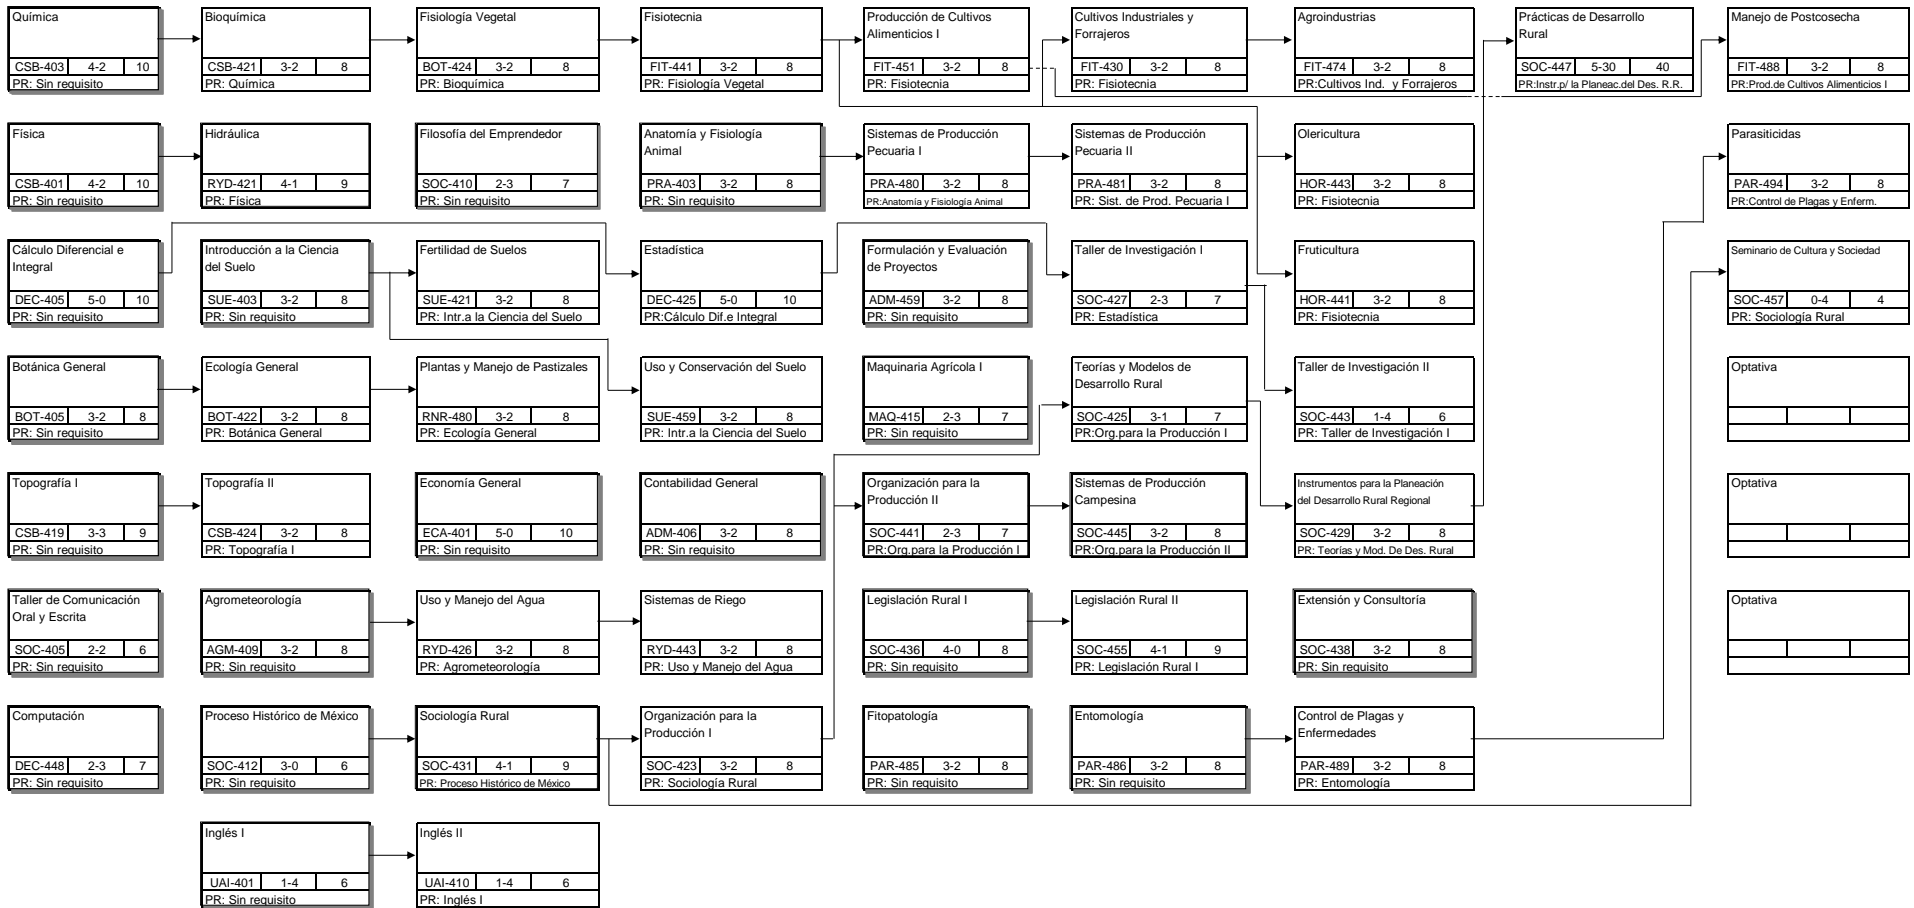 Química
CSB-403 4-2 10
PR: Sin requisito
Bioquímica
CSB-421 3-2 8
PR: Química
Fisiología Vegetal
BOT-424 3-2 8
PR: Bioquímica
Fisiotecnia
FIT-441 3-2 8
PR: Fisiología Vegetal
Producción de Cultivos
Alimenticios I
FIT-451 3-2 8
PR: Fisiotecnia
Cultivos Industriales y
Forrajeros
FIT-430 3-2 8
PR: Fisiotecnia
Agroindustrias
FIT-474 3-2 8
PR:Cultivos Ind. y Forrajeros
Prácticas de Desarrollo
Rural
SOC-447 5-30 40
PR:Instr.p/ la Planeac.del Des. R.R.
Manejo de Postcosecha
FIT-488 3-2 8
PR:Prod.de Cultivos Alimenticios I
Física
CSB-401 4-2 10
PR: Sin requisito
Hidráulica
RYD-421 4-1 9
PR: Física
Filosofía del Emprendedor
SOC-410 2-3 7
PR: Sin requisito
Anatomía y Fisiología
Animal
PRA-403 3-2 8
PR: Sin requisito
Sistemas de Producción
Pecuaria I
PRA-480 3-2 8
PR:Anatomía y Fisiología Animal
Sistemas de Producción
Pecuaria II
PRA-481 3-2 8
PR: Sist. de Prod. Pecuaria I
Olericultura
HOR-443 3-2 8
PR: Fisiotecnia
Parasiticidas
PAR-494 3-2 8
PR:Control de Plagas y Enferm.
Cálculo Diferencial e
Integral
DEC-405 5-0 10
PR: Sin requisito
Introducción a la Ciencia
del Suelo
SUE-403 3-2 8
PR: Sin requisito
Fertilidad de Suelos
SUE-421 3-2 8
PR: Intr.a la Ciencia del Suelo
Estadística
DEC-425 5-0 10
PR:Cálculo Dif.e Integral
Formulación y Evaluación
de Proyectos
ADM-459 3-2 8
PR: Sin requisito
Taller de Investigación I
SOC-427 2-3 7
PR: Estadística
Fruticultura
HOR-441 3-2 8
PR: Fisiotecnia
Seminario de Cultura y Sociedad
SOC-457 0-4 4
PR: Sociología Rural
Botánica General
BOT-405 3-2 8
PR: Sin requisito
Ecología General
BOT-422 3-2 8
PR: Botánica General
Plantas y Manejo de Pastizales
RNR-480 3-2 8
PR: Ecología General
Uso y Conservación del Suelo
SUE-459 3-2 8
PR: Intr.a la Ciencia del Suelo
Maquinaria Agrícola I
MAQ-415 2-3 7
PR: Sin requisito
Teorías y Modelos de
Desarrollo Rural
SOC-425 3-1 7
PR:Org.para la Producción I
Taller de Investigación II
SOC-443 1-4 6
PR: Taller de Investigación I
Optativa
Topografía I
CSB-419 3-3 9
PR: Sin requisito
Topografía II
CSB-424 3-2 8
PR: Topografía I
Economía General
ECA-401 5-0 10
PR: Sin requisito
Contabilidad General
ADM-406 3-2 8
PR: Sin requisito
Organización para la
Producción II
SOC-441 2-3 7
PR:Org.para la Producción I
Sistemas de Producción
Campesina
SOC-445 3-2 8
PR:Org.para la Producción II
Instrumentos para la Planeación
del Desarrollo Rural Regional
SOC-429 3-2 8
PR: Teorías y Mod. De Des. Rural
Optativa
Taller de Comunicación
Oral y Escrita
SOC-405 2-2 6
PR: Sin requisito
Agrometeorología
AGM-409 3-2 8
PR: Sin requisito
Uso y Manejo del Agua
RYD-426 3-2 8
PR: Agrometeorología
Sistemas de Riego
RYD-443 3-2 8
PR: Uso y Manejo del Agua
Legislación Rural I
SOC-436 4-0 8
PR: Sin requisito
Legislación Rural II
SOC-455 4-1 9
PR: Legislación Rural I
Extensión y Consultoría
SOC-438 3-2 8
PR: Sin requisito
Optativa
Computación
DEC-448 2-3 7
PR: Sin requisito
Proceso Histórico de México
SOC-412 3-0 6
PR: Sin requisito
Sociología Rural
SOC-431 4-1 9
PR: Proceso Histórico de México
Organización para la
Producción I
SOC-423 3-2 8
PR: Sociología Rural
Fitopatología
PAR-485 3-2 8
PR: Sin requisito
Entomología
PAR-486 3-2 8
PR: Sin requisito
Control de Plagas y
Enfermedades
PAR-489 3-2 8
PR: Entomología
Inglés I
UAI-401 1-4 6
PR: Sin requisito
Inglés II
UAI-410 1-4 6
PR: Inglés I